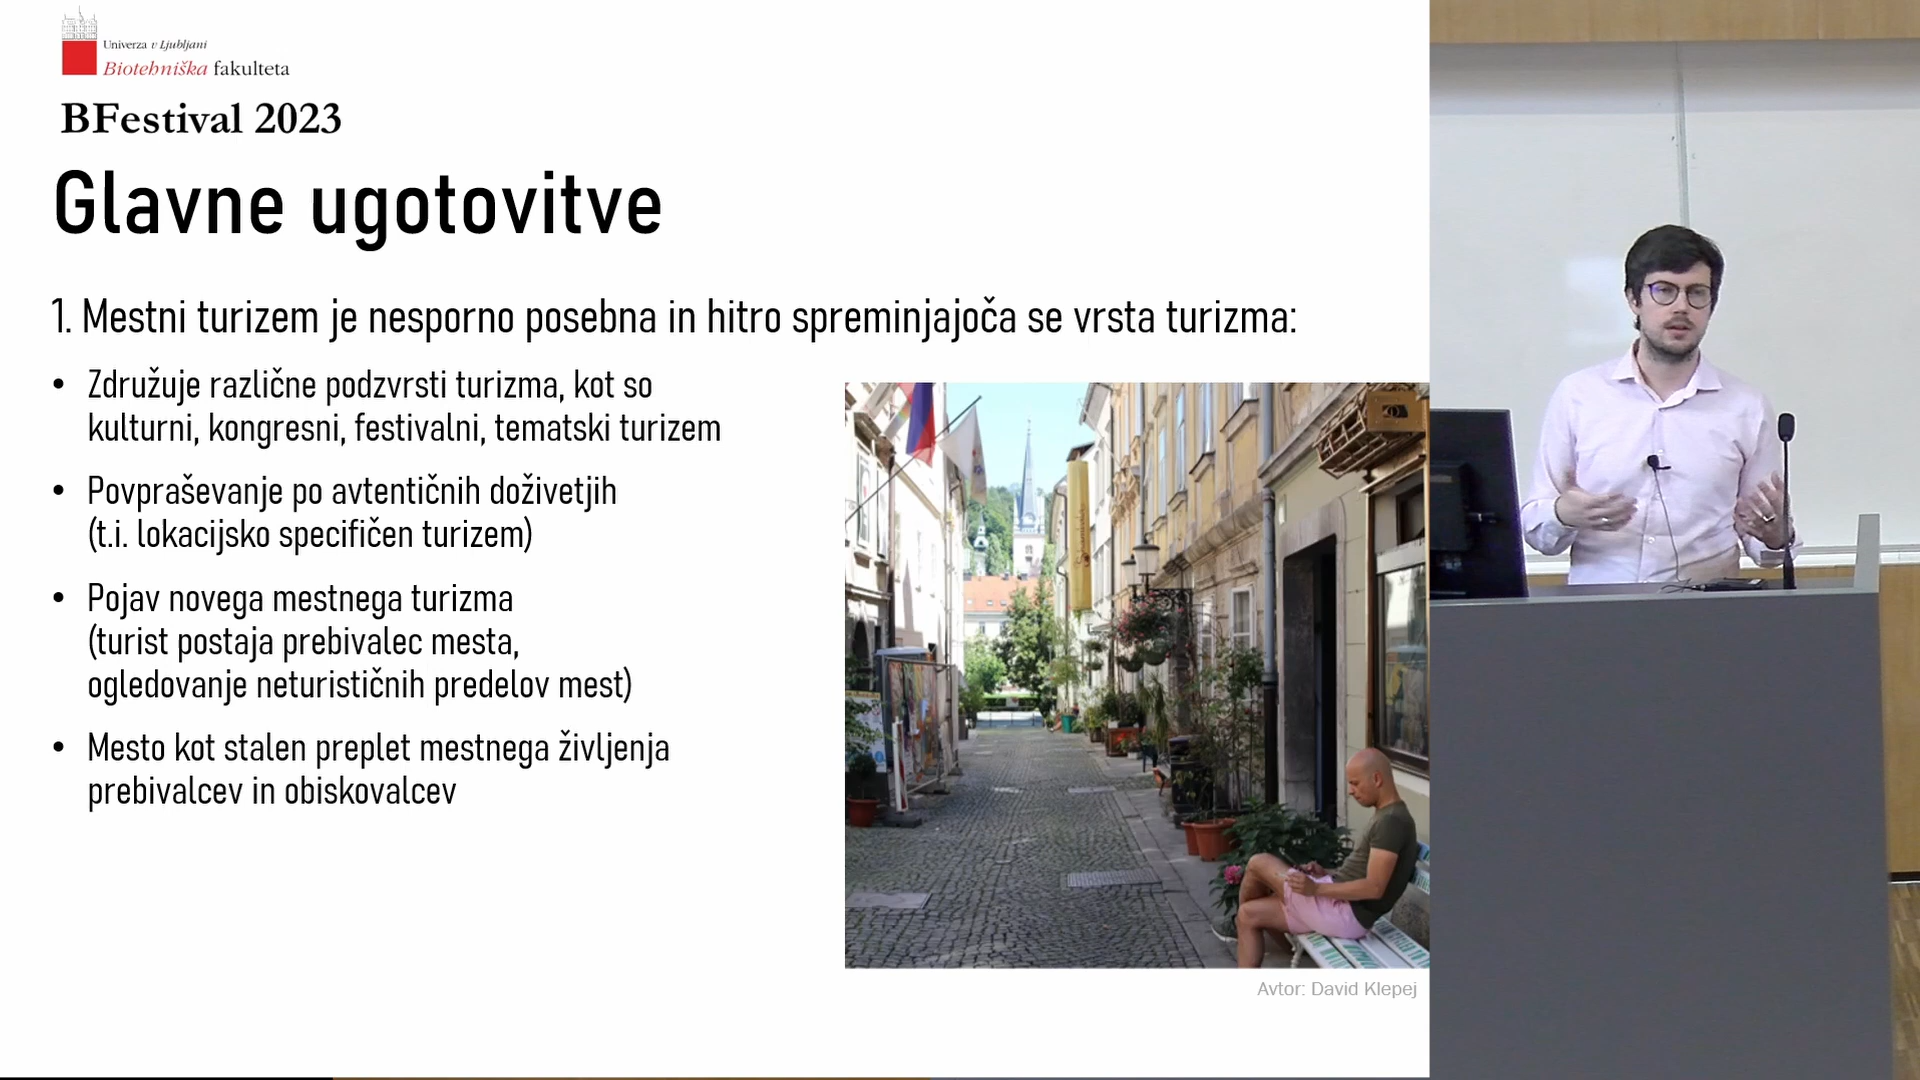 Univerza v Ljubljani
Biotehniška fakulteta
BFestival 2023
Glavne ugotovitve
1. Mestni turizem je nesporno posebna in hitro spreminjajoča se vrsta turizma:
• Združuje različne podzvrsti turizma, kot so
kulturni, kongresni, festivalni, tematski turizem
• Povpraševanje po avtentičnih doživetjih
(t.i. lokacijsko specifičen turizem)
• Pojav novega mestnega turizma
(turist postaja prebivalec mesta,
ogledovanje neturističnih predelov mest)
• Mesto kot stalen preplet mestnega življenja
prebivalcev in obiskovalcev
Avtor: David Klepej